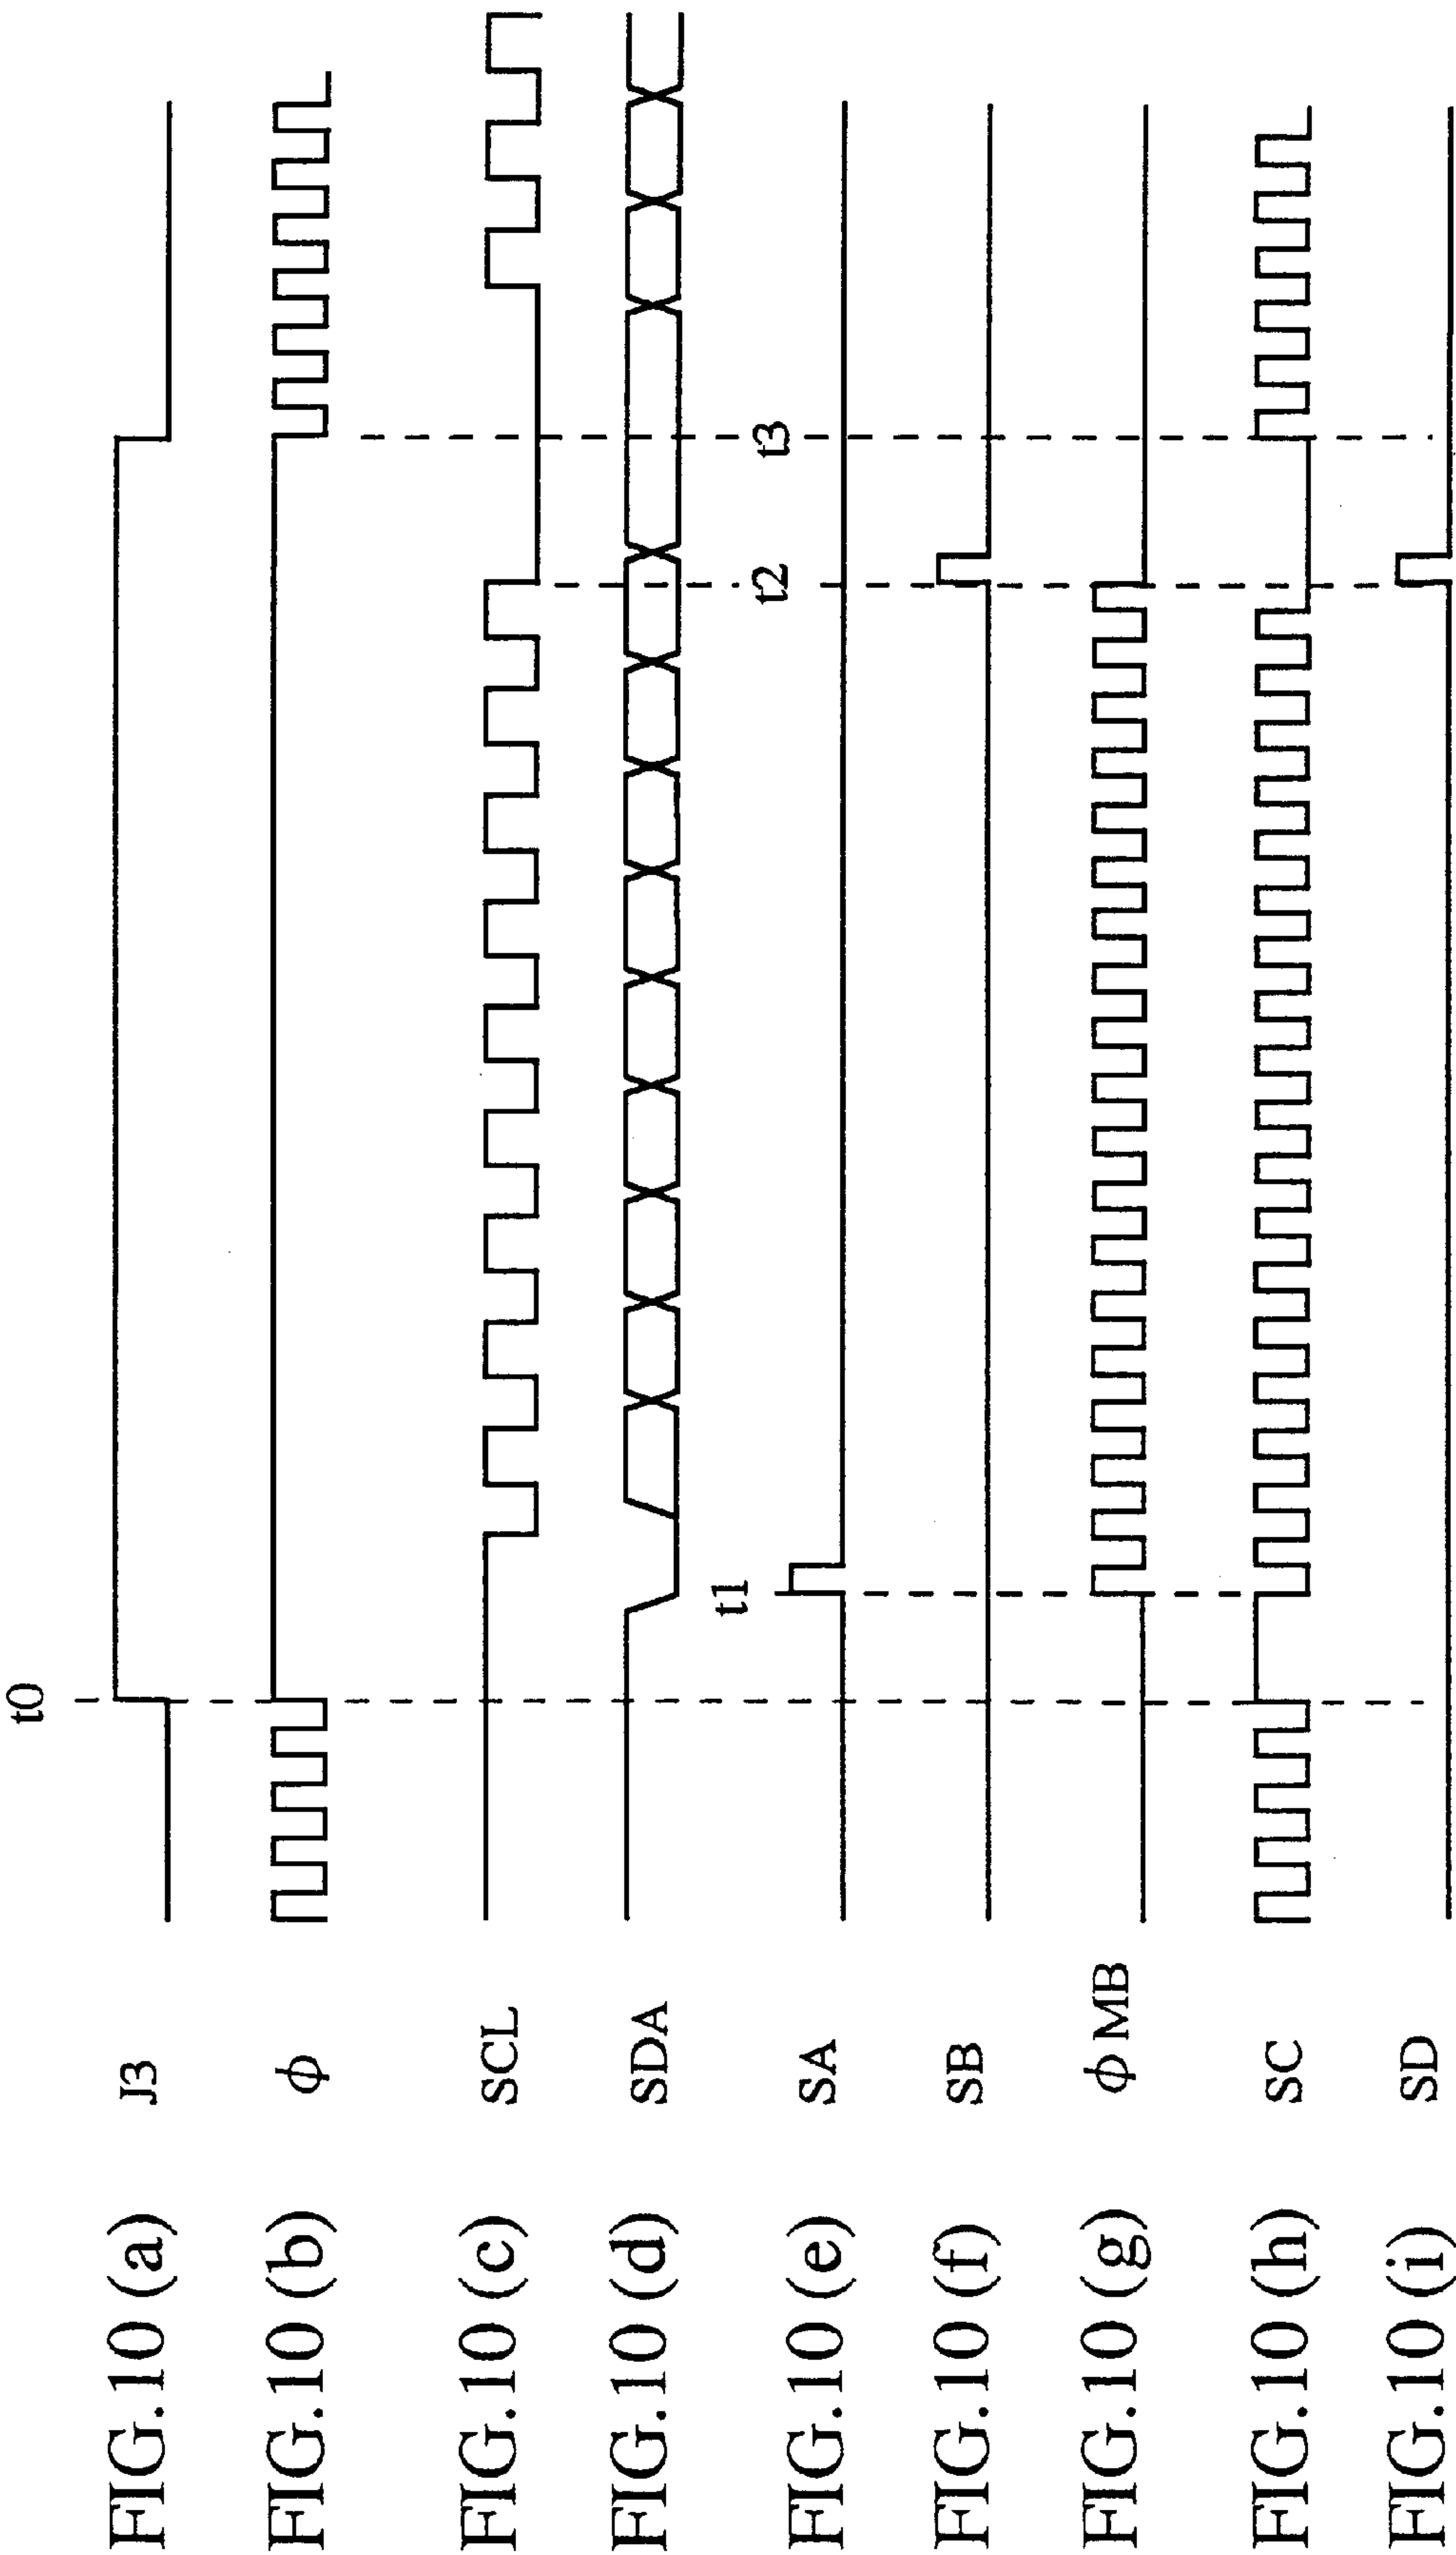 t0
FIG.10 (a) J3
FIG.10 (b) ϕ
FIG.10 (c) SCL
FIG.10 (d) SDA
t1 t2 t3
FIG.10 (e) SA
FIG.10 (f) SB
FIG.10 (g) ϕ MB
FIG.10 (h) SC
FIG.10 (i) SD